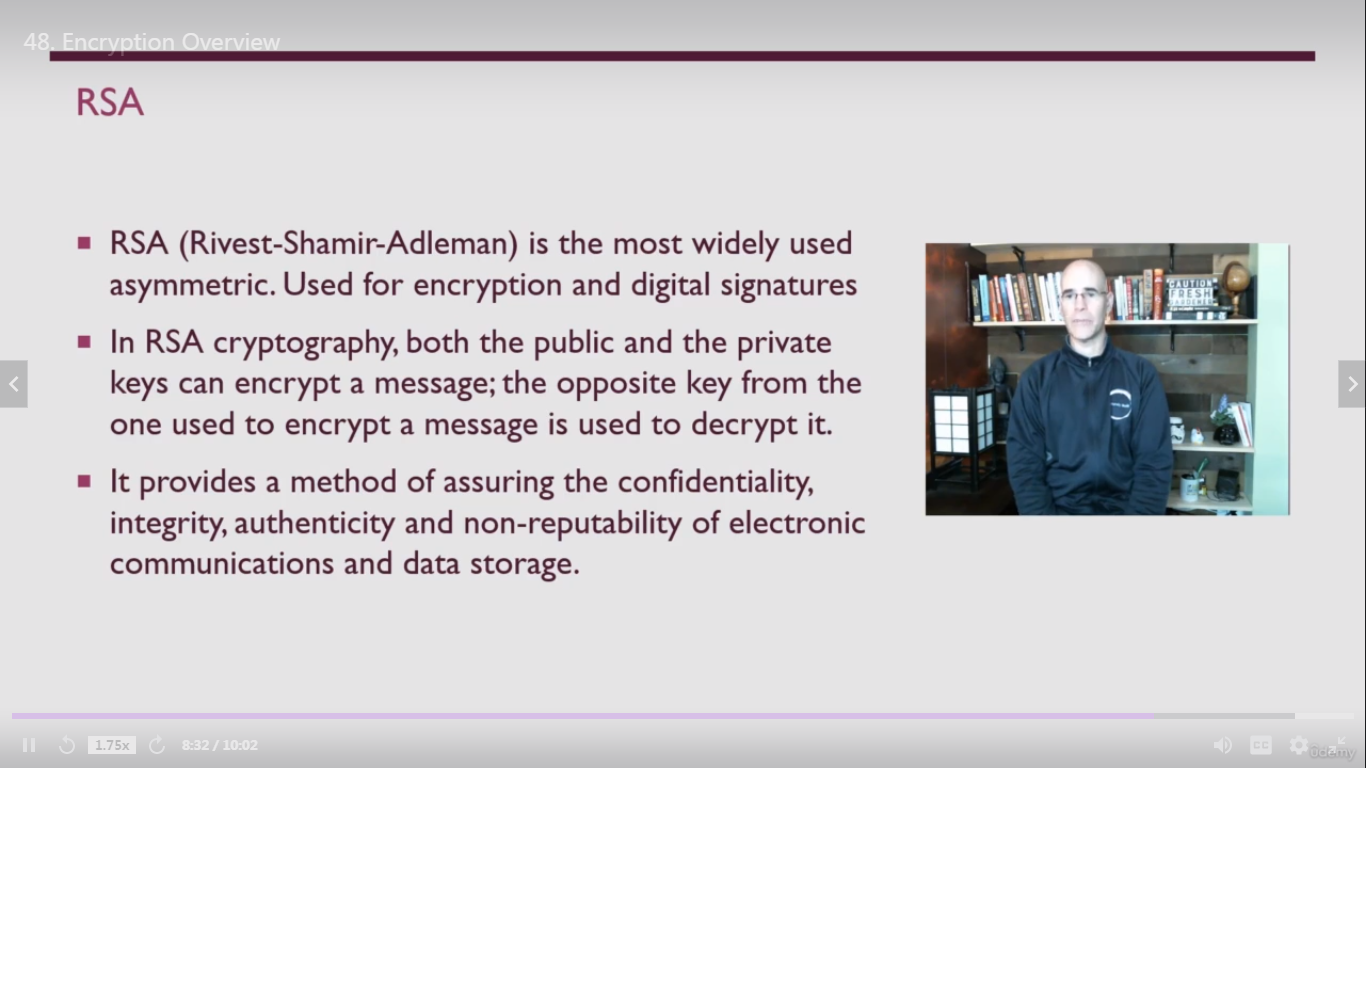 48. Encryption Overview
RSA
RSA (Rivest-Shamir-Adleman) is the most widely used
asymmetric. Used for encryption and digital signatures
In RSA cryptography, both the public and the private
keys can encrypt a message; the opposite key from the
one used to encrypt a message is used to decrypt it.
It provides a method of assuring the confidentiality,
integrity, authenticity and non-reputability of electronic
communications and data storage.
CAUTION
FRESH
1.75x
8:32 / 10:02
CC
ûdemy